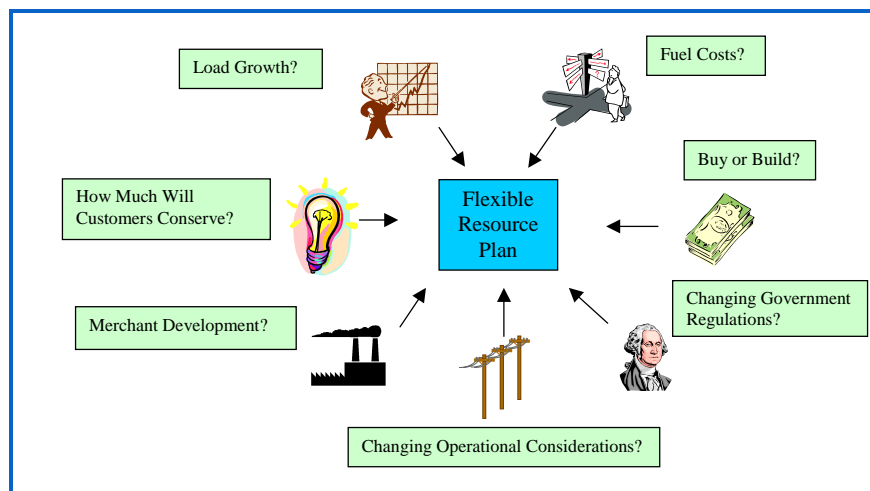 Load Growth?
Fuel Costs?
Buy or Build?
How Much Will
Customers Conserve?
Flexible
Resource
Plan
Changing Government
Regulations?
Merchant Development?
Changing Operational Considerations?